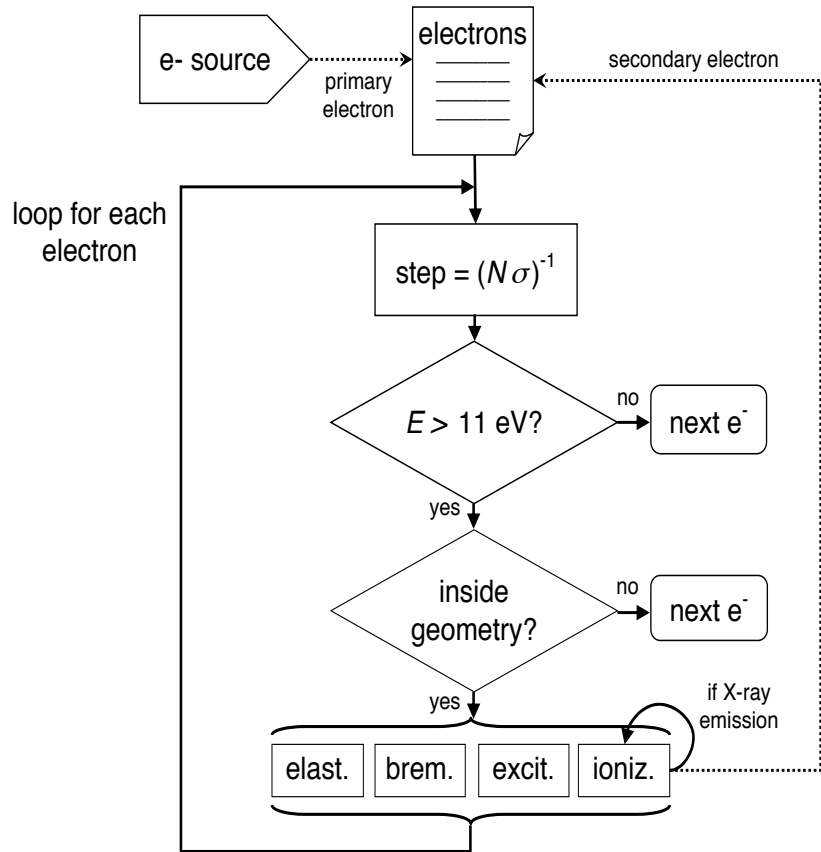 electrons
e- source
primary
electron
secondary electron
loop for each
electron
step = (Nσ)⁻¹
E > 11 eV?
no
next e⁻
yes
inside
geometry?
no
next e⁻
yes
if X-ray
emission
elast.
brem.
excit.
ioniz.